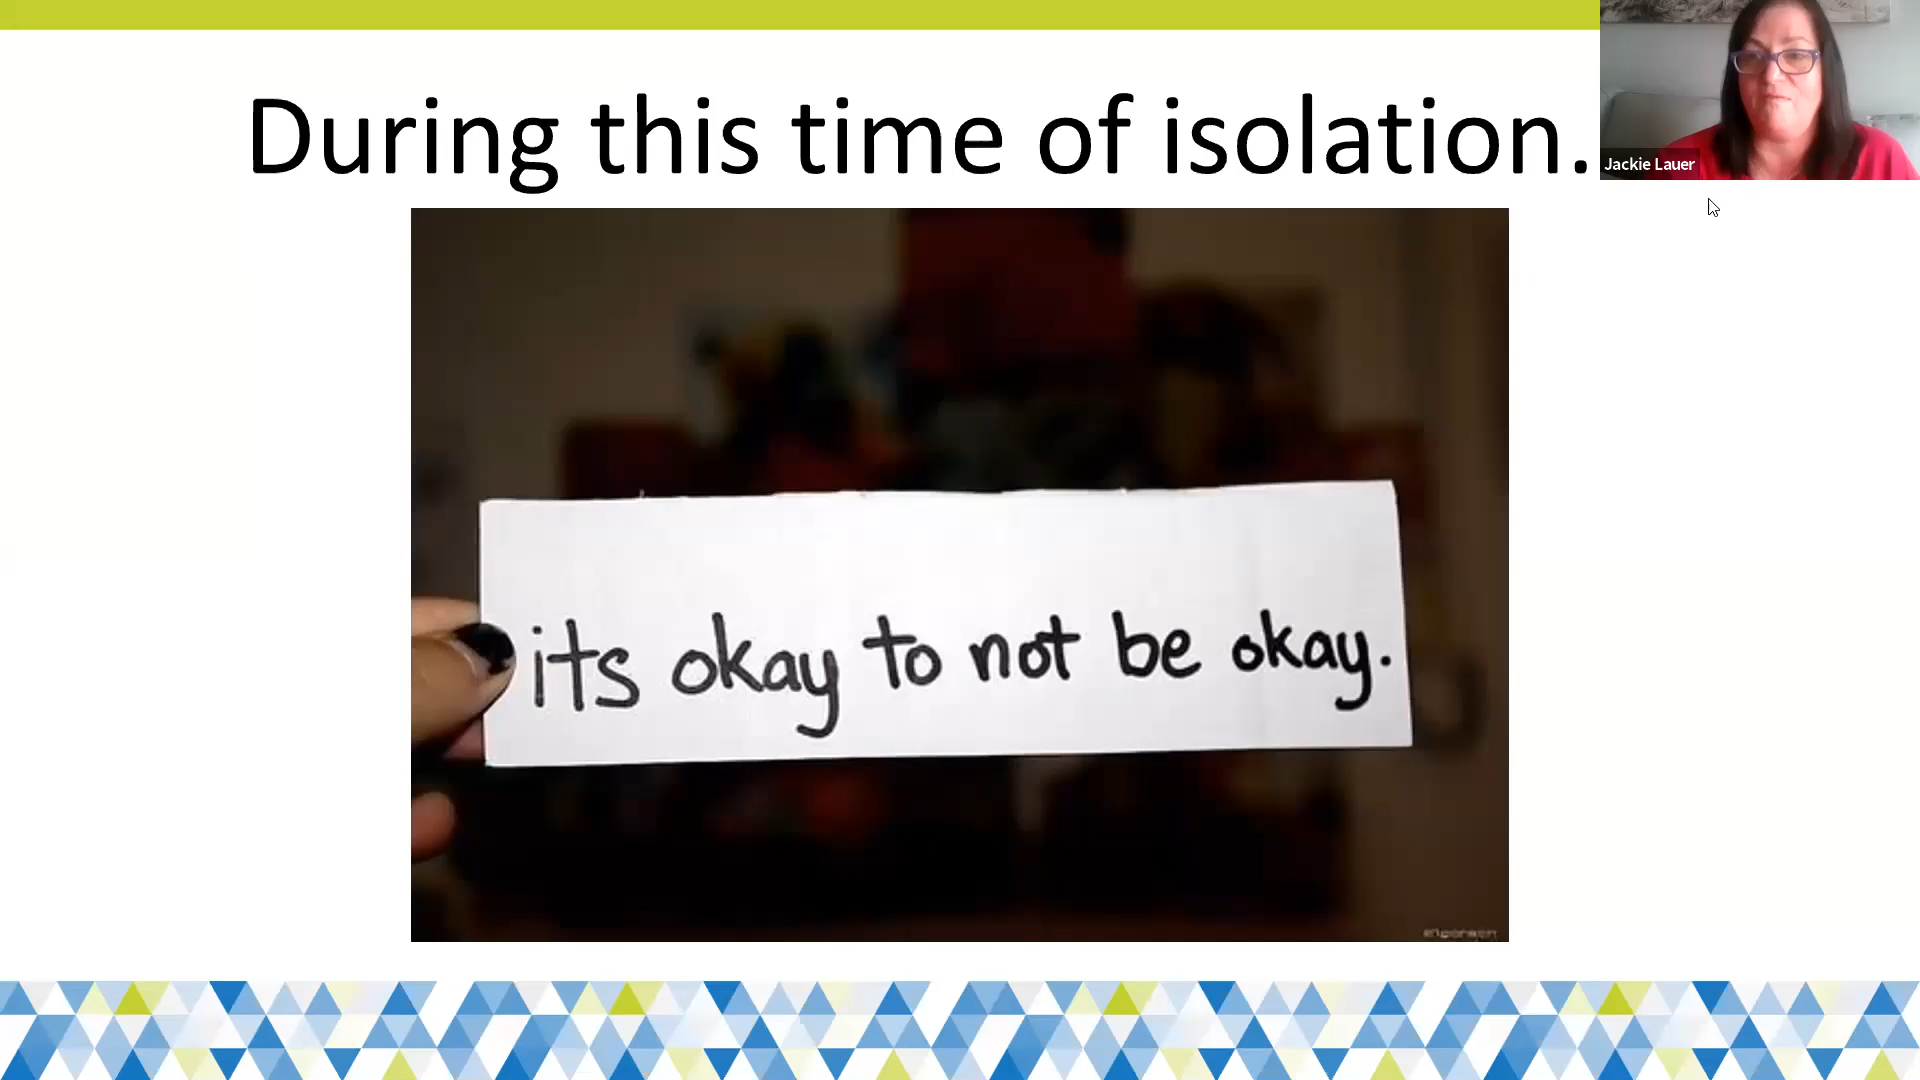 During this time of isolation.
Jackie Lauer
its okay to not be okay.